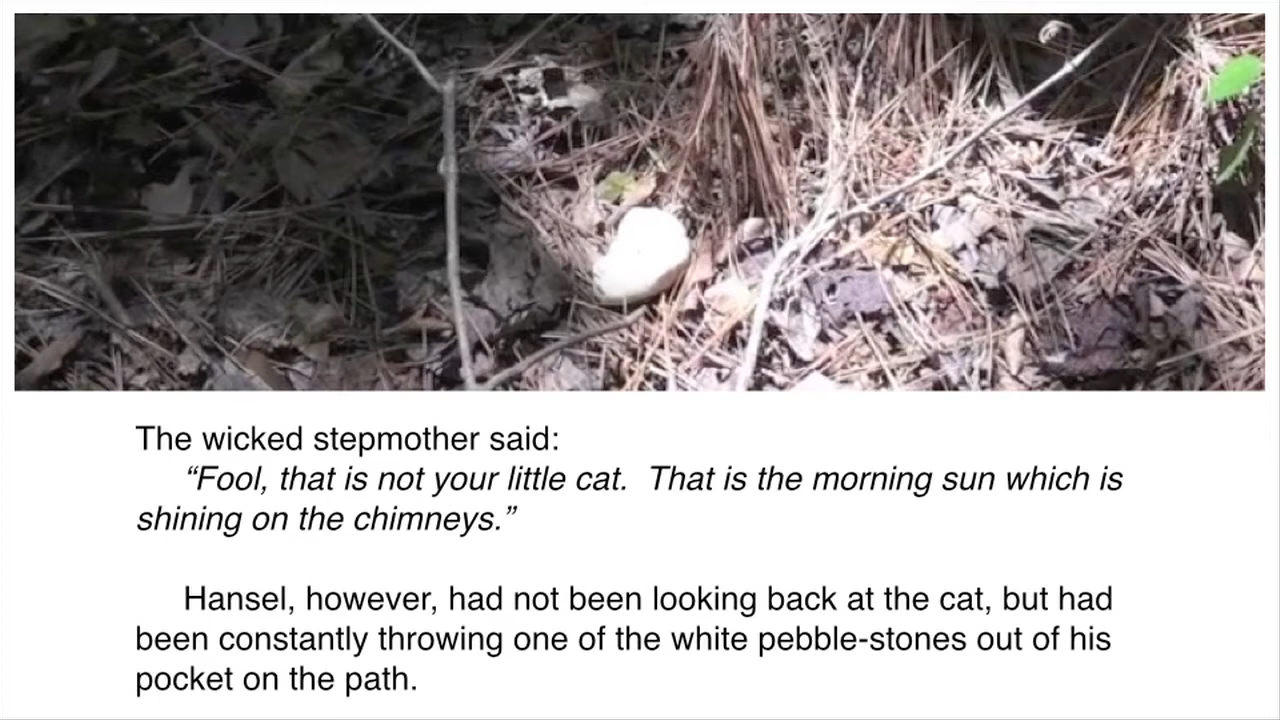 The wicked stepmother said:
“Fool, that is not your little cat.  That is the morning sun which is
shining on the chimneys.”
Hansel, however, had not been looking back at the cat, but had
been constantly throwing one of the white pebble-stones out of his
pocket on the path.